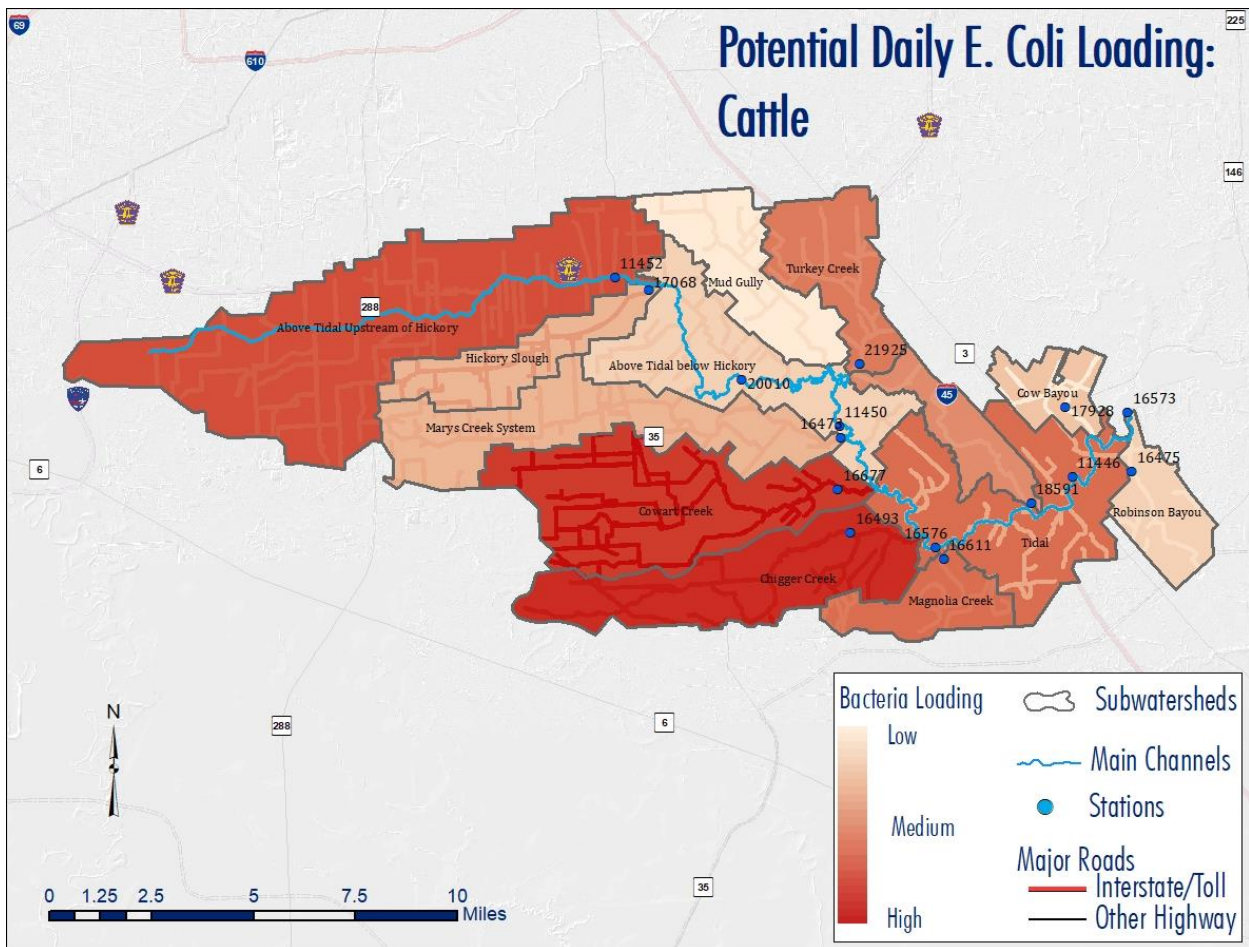 Potential Daily E. Coli Loading:
Cattle
69
610
225
146
11452
17068
Mud Gully
Turkey Creek
288
Above Tidal Upstream of Hickory
Hickory Slough
Above Tidal below Hickory
21925
3
20010
45
Cow Bayou
17928
16573
Marys Creek System
35
16473
11450
6
16677
11446
16475
Cowart Creek
16493
18591
Robinson Bayou
16576
16611
Tidal
Chigger Creek
Magnolia Creek
N
288
6
35
0 1.25 2.5 5 7.5 10
Miles
Bacteria Loading
Low
Medium
High
Subwatersheds
Main Channels
Stations
Major Roads
Interstate/Toll
Other Highway